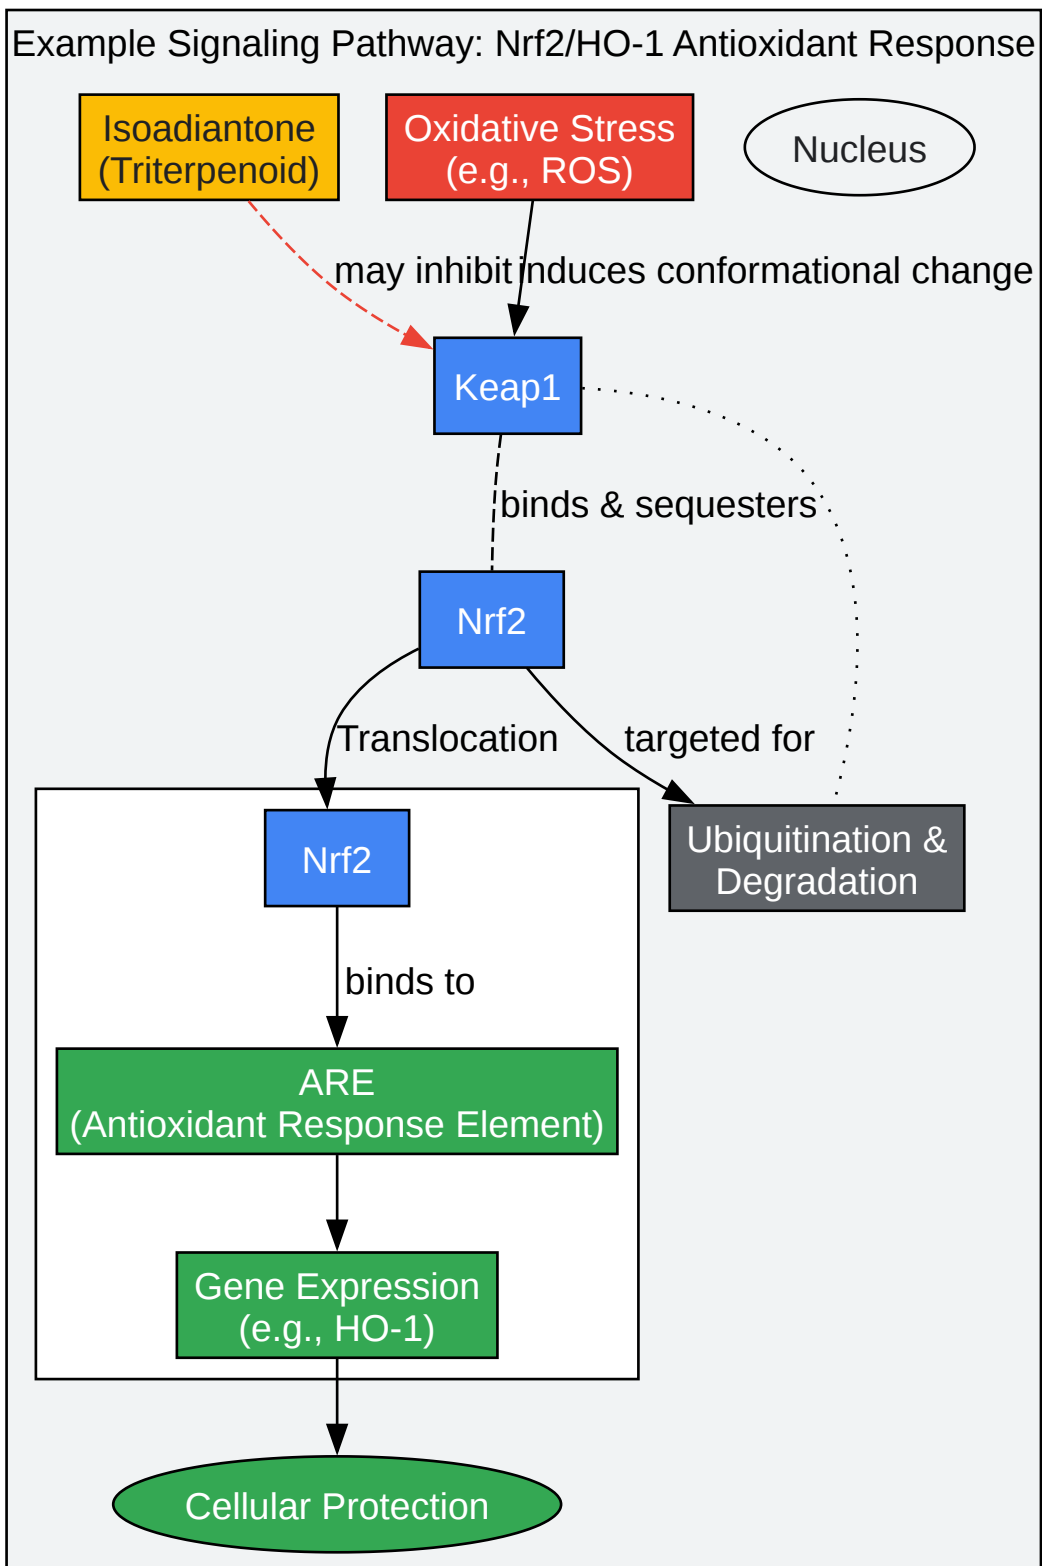 Example Signaling Pathway: Nrf2/HO-1 Antioxidant Response
Isoadiantone
(Triterpenoid)
Oxidative Stress
(e.g., ROS)
Nucleus
may inhibit
induces conformational change
Keap1
binds & sequesters
Nrf2
Translocation
targeted for
Nrf2
Ubiquitination &
Degradation
binds to
ARE
(Antioxidant Response Element)
Gene Expression
(e.g., HO-1)
Cellular Protection